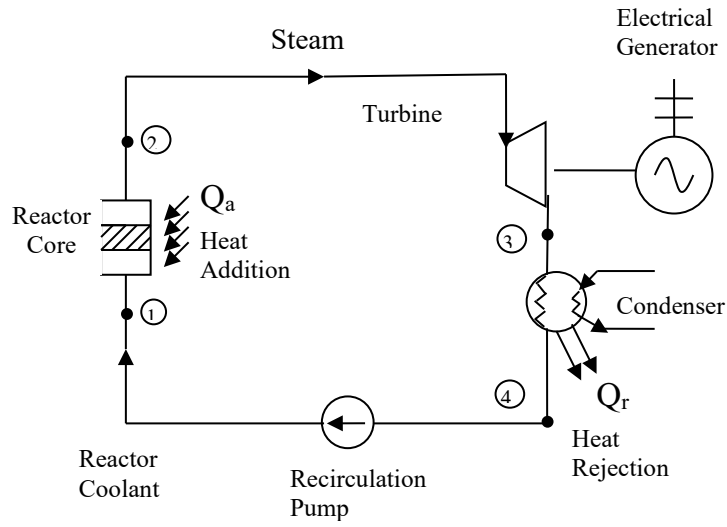 Electrical
Generator
Steam
Turbine
2
Qa
Reactor
Core
Heat
Addition
3
1
Condenser
4
Qr
Heat
Rejection
Reactor
Coolant
Recirculation
Pump